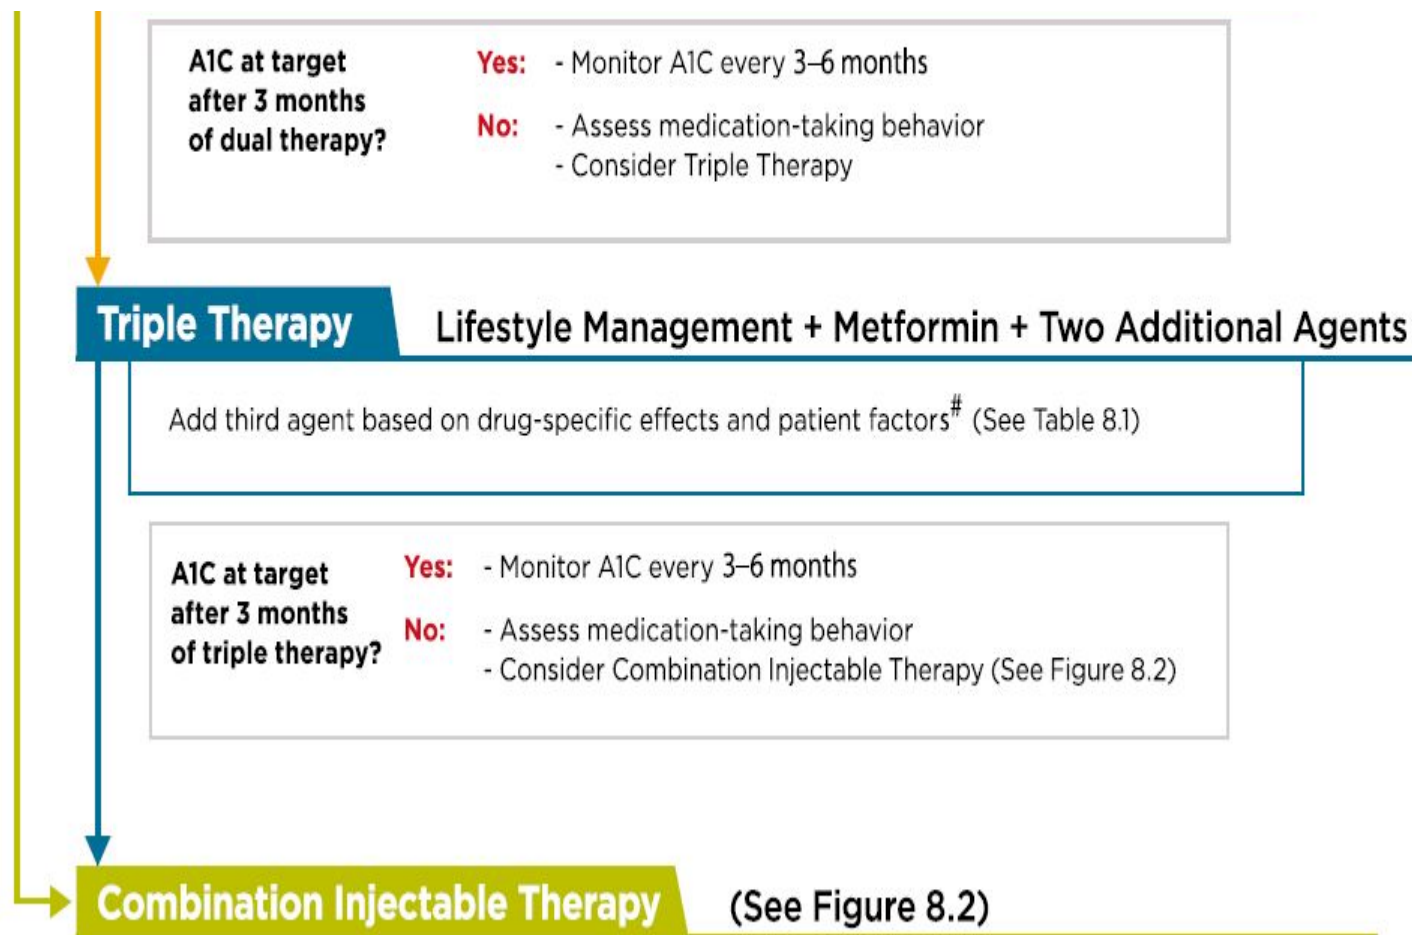 A1C at target
after 3 months
of dual therapy?
Yes: - Monitor A1C every 3–6 months
No: - Assess medication-taking behavior
- Consider Triple Therapy
Triple Therapy Lifestyle Management + Metformin + Two Additional Agents
Add third agent based on drug-specific effects and patient factors# (See Table 8.1)
A1C at target
after 3 months
of triple therapy?
Yes: - Monitor A1C every 3–6 months
No: - Assess medication-taking behavior
- Consider Combination Injectable Therapy (See Figure 8.2)
Combination Injectable Therapy (See Figure 8.2)